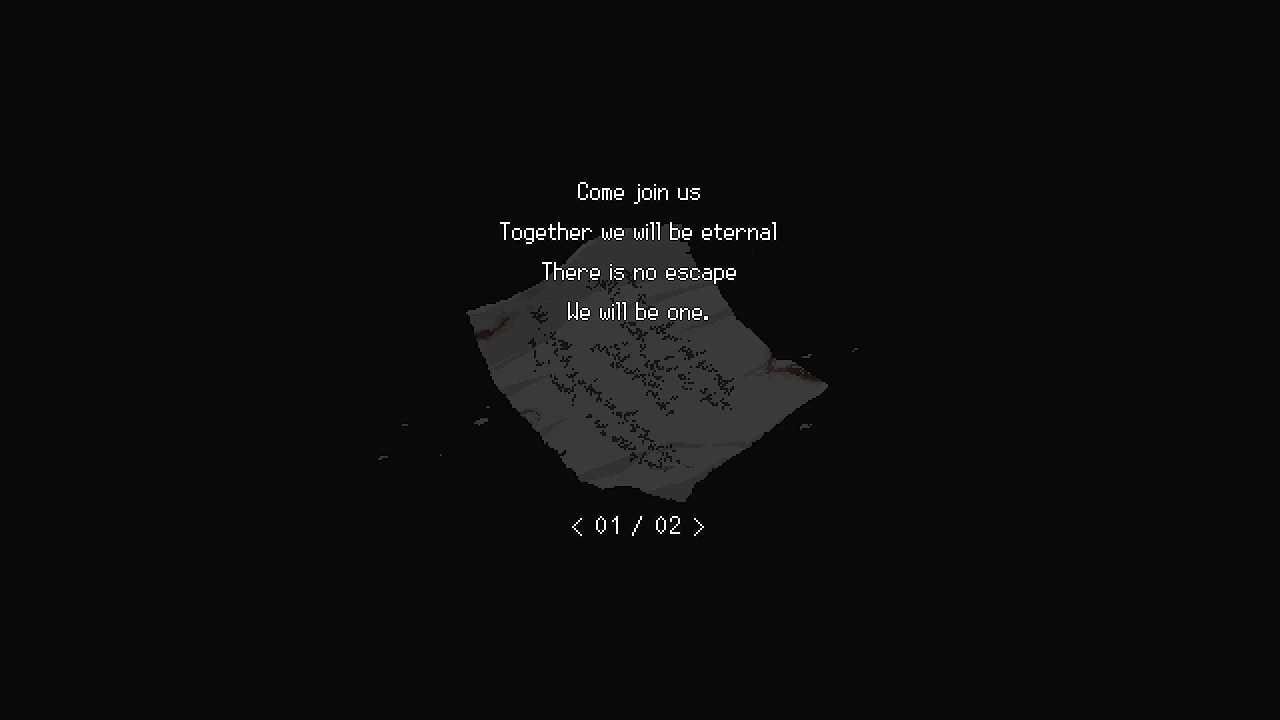 Come join us
Together we will be eternal
There is no escape
We will be one.
< 01 / 02 >